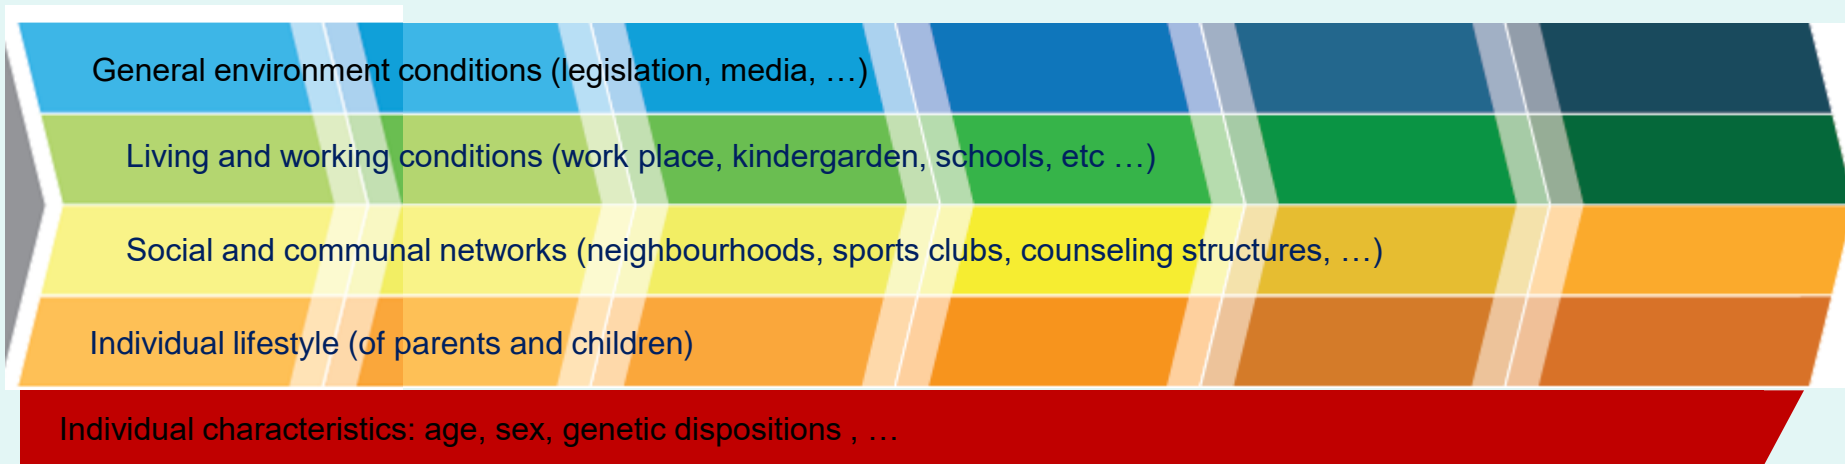 General environment conditions (legislation, media, …)
Living and working conditions (work place, kindergarden, schools, etc …)
Social and communal networks (neighbourhoods, sports clubs, counseling structures, …)
Individual lifestyle (of parents and children)
Individual characteristics: age, sex, genetic dispositions , …